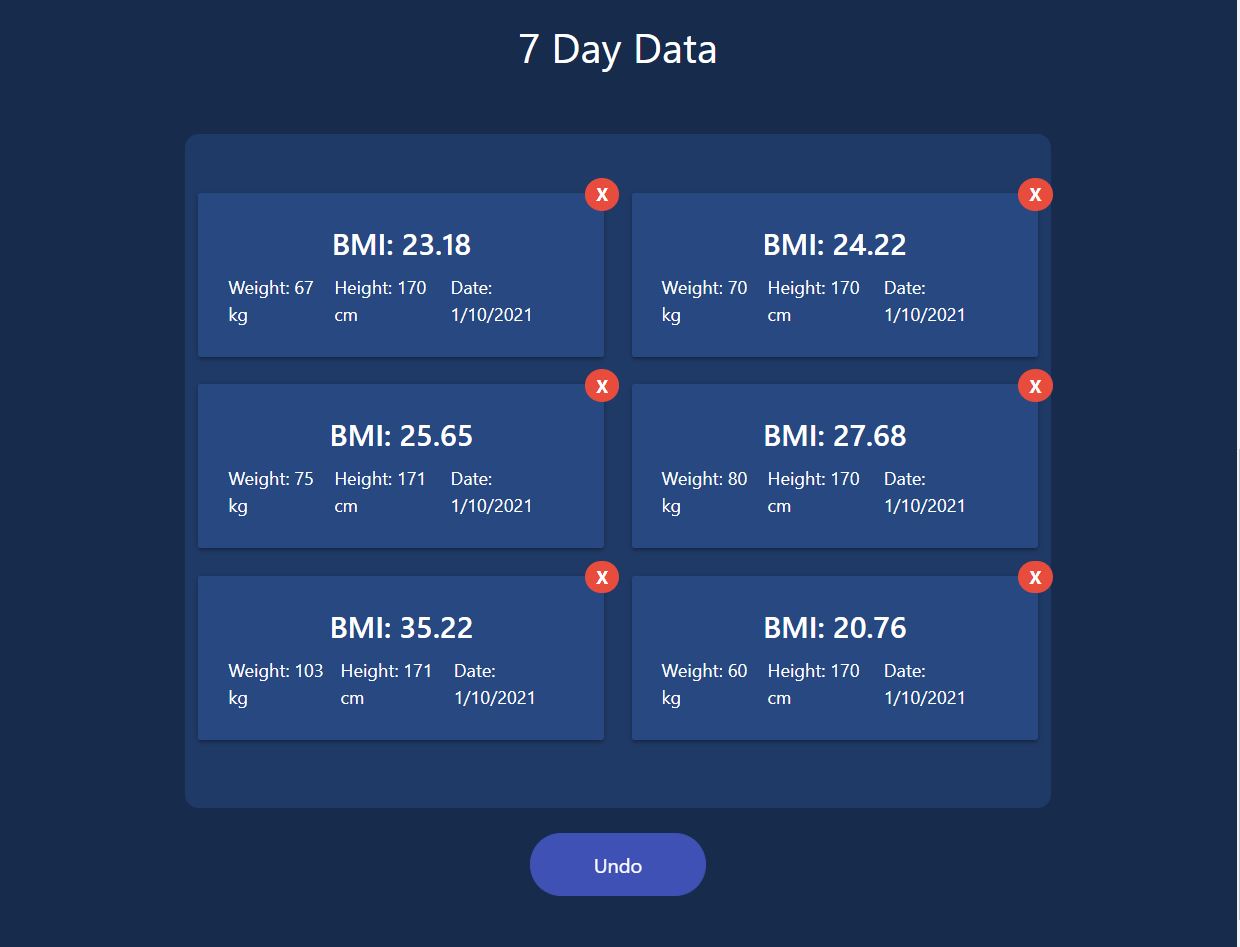 7 Day Data
X
BMI: 23.18
Weight: 67 Height: 170 Date:
kg cm 1/10/2021
X
BMI: 24.22
Weight: 70 Height: 170 Date:
kg cm 1/10/2021
X
BMI: 25.65
Weight: 75 Height: 171 Date:
kg cm 1/10/2021
X
BMI: 27.68
Weight: 80 Height: 170 Date:
kg cm 1/10/2021
X
BMI: 35.22
Weight: 103 Height: 171 Date:
kg cm 1/10/2021
X
BMI: 20.76
Weight: 60 Height: 170 Date:
kg cm 1/10/2021
Undo